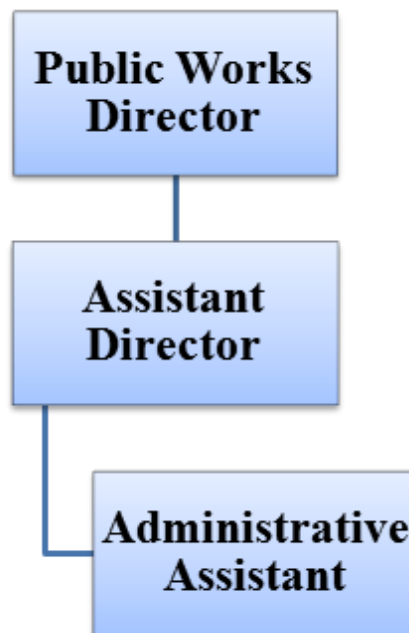 Public Works
Director
Assistant
Director
Administrative
Assistant